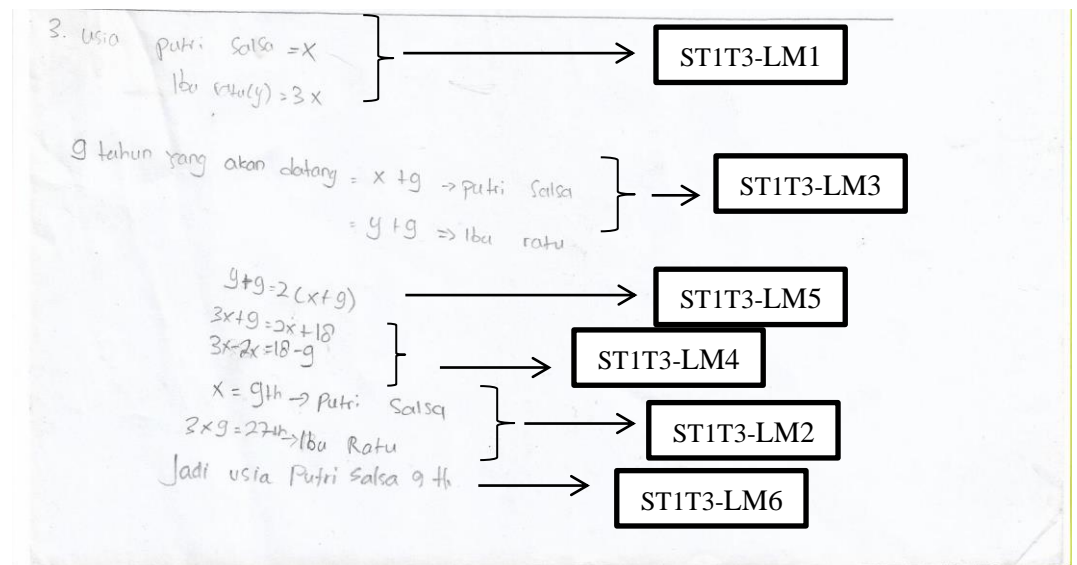 3. usia putri Salsa = x
Ibu ratu(y) = 3x
ST1T3-LM1
9 tahun yang akan datang = x + 9 → putri Salsa
= y + 9 ⇒ Ibu ratu
ST1T3-LM3
y+9=2(x+9)
ST1T3-LM5
3x+9=2x+18
3x-2x=18-9
ST1T3-LM4
x = 9th → Putri Salsa
3×9=27th→Ibu Ratu
ST1T3-LM2
Jadi usia Putri Salsa 9 th
ST1T3-LM6